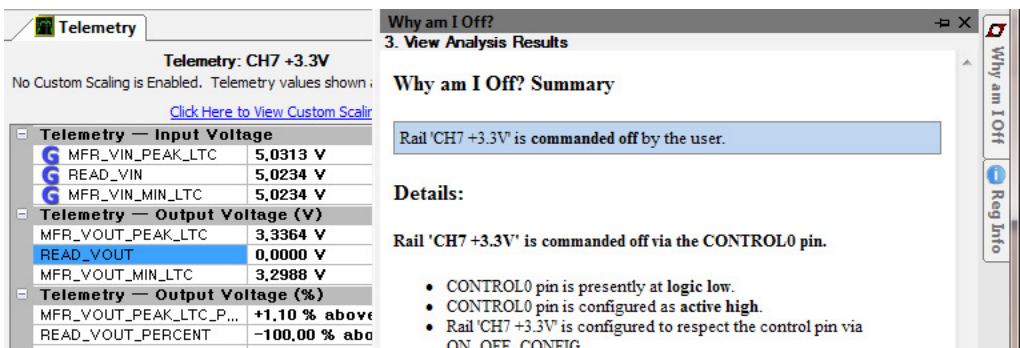 Telemetry
Telemetry: CH7 +3.3V
No Custom Scaling is Enabled. Telemetry values shown
Click Here to View Custom Scalin
Telemetry — Input Voltage
G MFR_VIN_PEAK_LTC 5,0313 V
G READ_VIN 5,0234 V
G MFR_VIN_MIN_LTC 5,0234 V
Telemetry — Output Voltage (V)
MFR_VOUT_PEAK_LTC 3,3364 V
READ_VOUT 0,0000 V
MFR_VOUT_MIN_LTC 3,2988 V
Telemetry — Output Voltage (%)
MFR_VOUT_PEAK_LTC_P... +1,10 % above
READ_VOUT_PERCENT -100,00 % abo
Why am I Off?
3. View Analysis Results
Why am I Off? Summary
Rail 'CH7 +3.3V' is commanded off by the user.
Details:
Rail 'CH7 +3.3V' is commanded off via the CONTROL0 pin.
• CONTROL0 pin is presently at logic low.
• CONTROL0 pin is configured as active high.
• Rail 'CH7 +3.3V' is configured to respect the control pin via
ON_OFF_CONFIG
Why am I Off
Reg Info